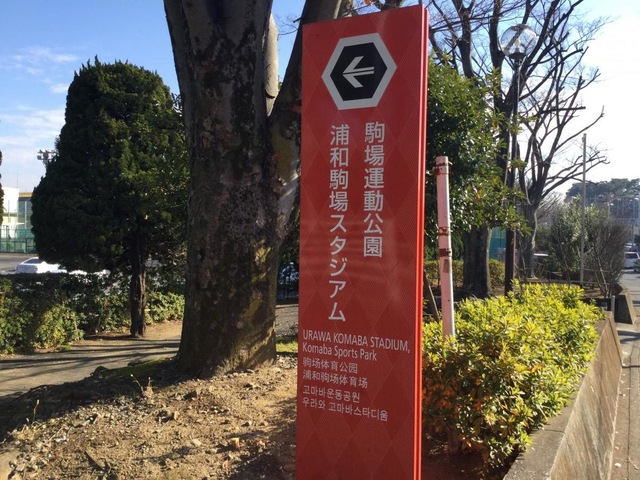 駒場運動公園
浦和駒場スタジアム
URAWA KOMABA STADIUM,
Komaba Sports Park
驹场体育公园
浦和驹场体育场
고마바운동공원
우라와 고마바스타디움